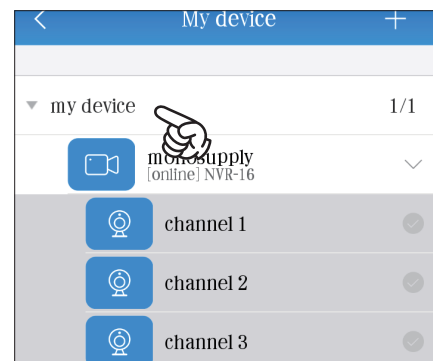 My device
my device 1/1
monosupply
[online] NVR-16
channel 1
channel 2
channel 3